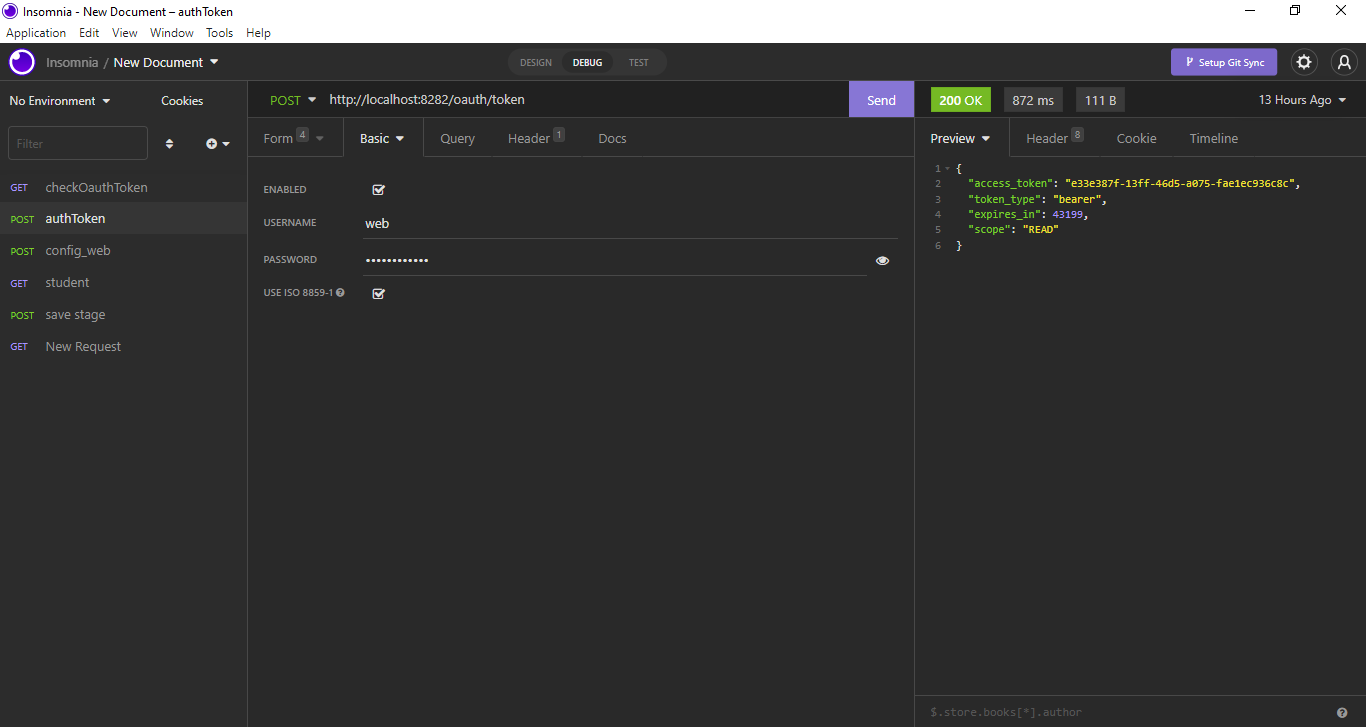 Insomnia - New Document – authToken
Application Edit View Window Tools Help
Insomnia / New Document
DESIGN DEBUG TEST
Setup Git Sync
No Environment Cookies
POST http://localhost:8282/oauth/token Send
200 OK 872 ms 111 B 13 Hours Ago
Filter
Form 4 Basic Query Header 1 Docs
Preview Header 8 Cookie Timeline
GET checkOauthToken
POST authToken
POST config_web
GET student
POST save stage
GET New Request
ENABLED
USERNAME web
PASSWORD ••••••••••••
USE ISO 8859-1
1 {
2 "access_token": "e33e387f-13ff-46d5-a075-fae1ec936c8c",
3 "token_type": "bearer",
4 "expires_in": 43199,
5 "scope": "READ"
6 }
$.store.books[*].author